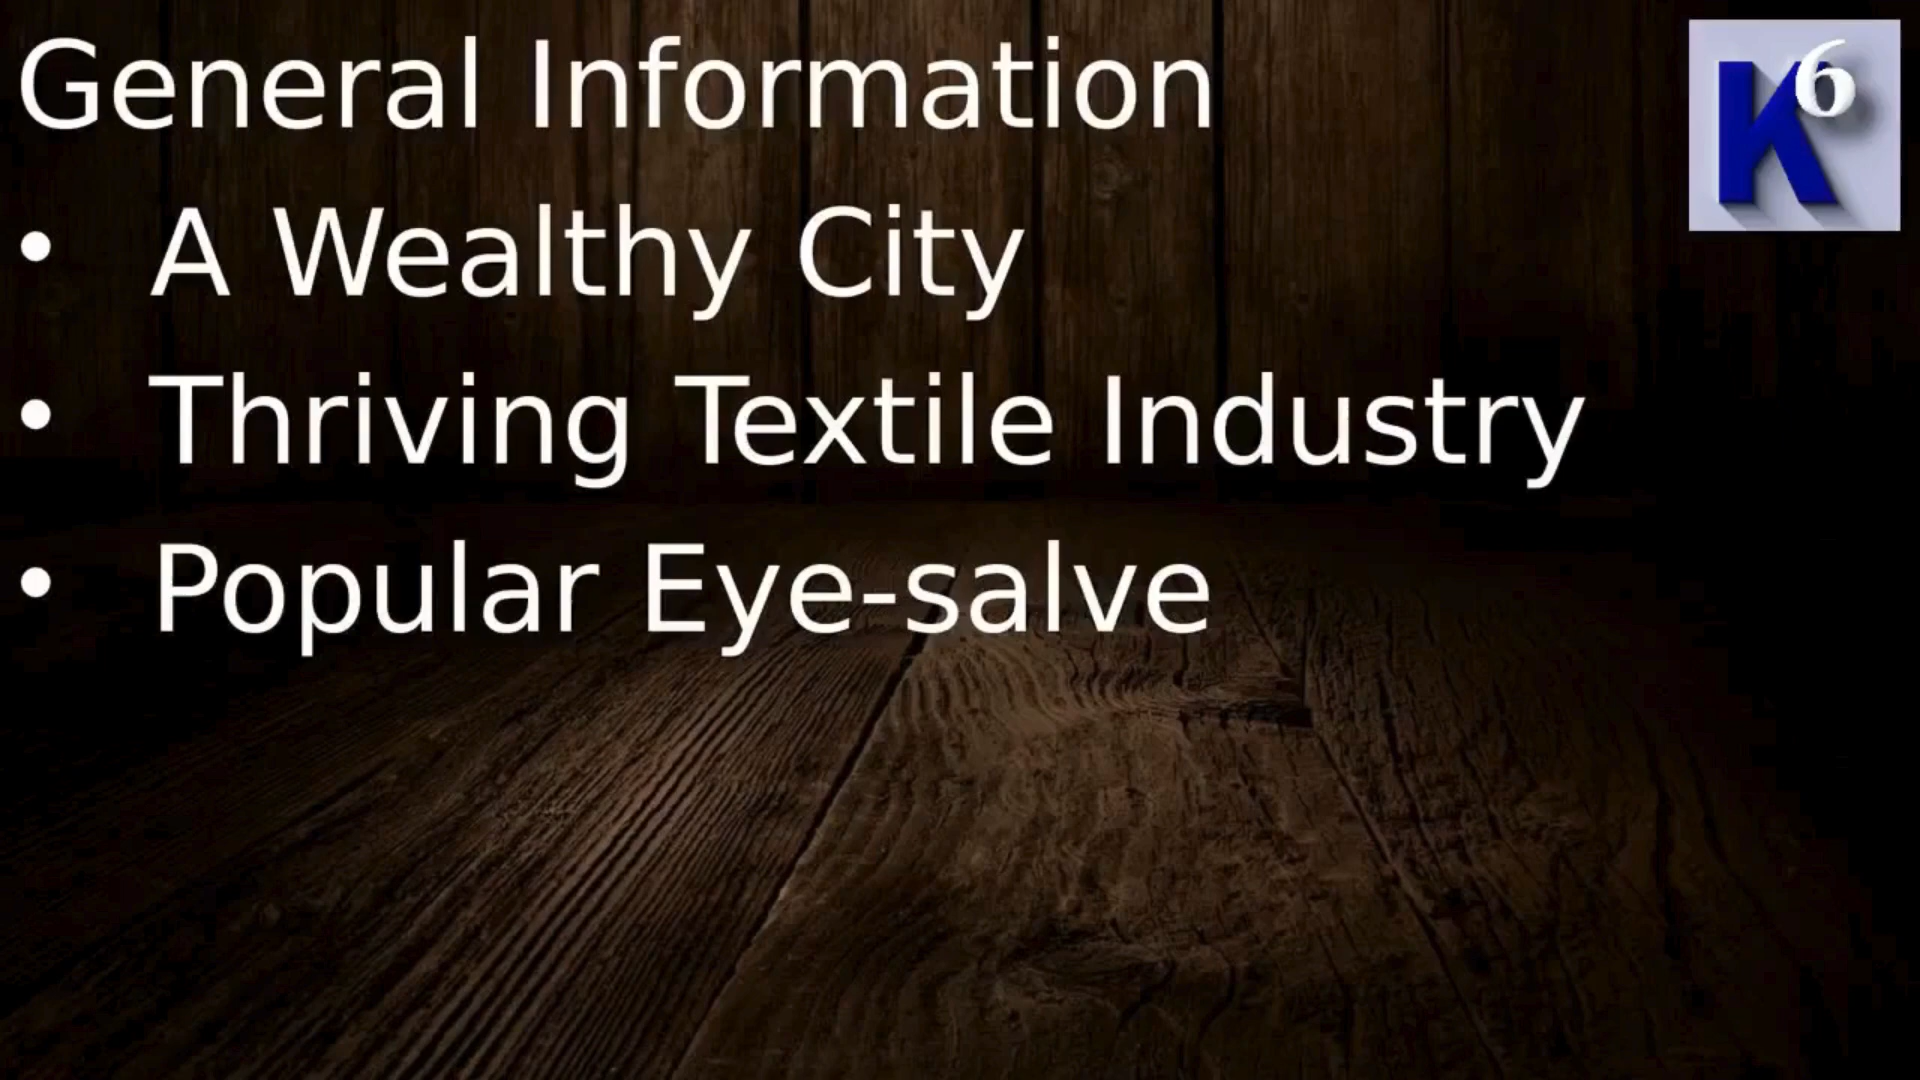 General Information
K6
• A Wealthy City
• Thriving Textile Industry
• Popular Eye-salve